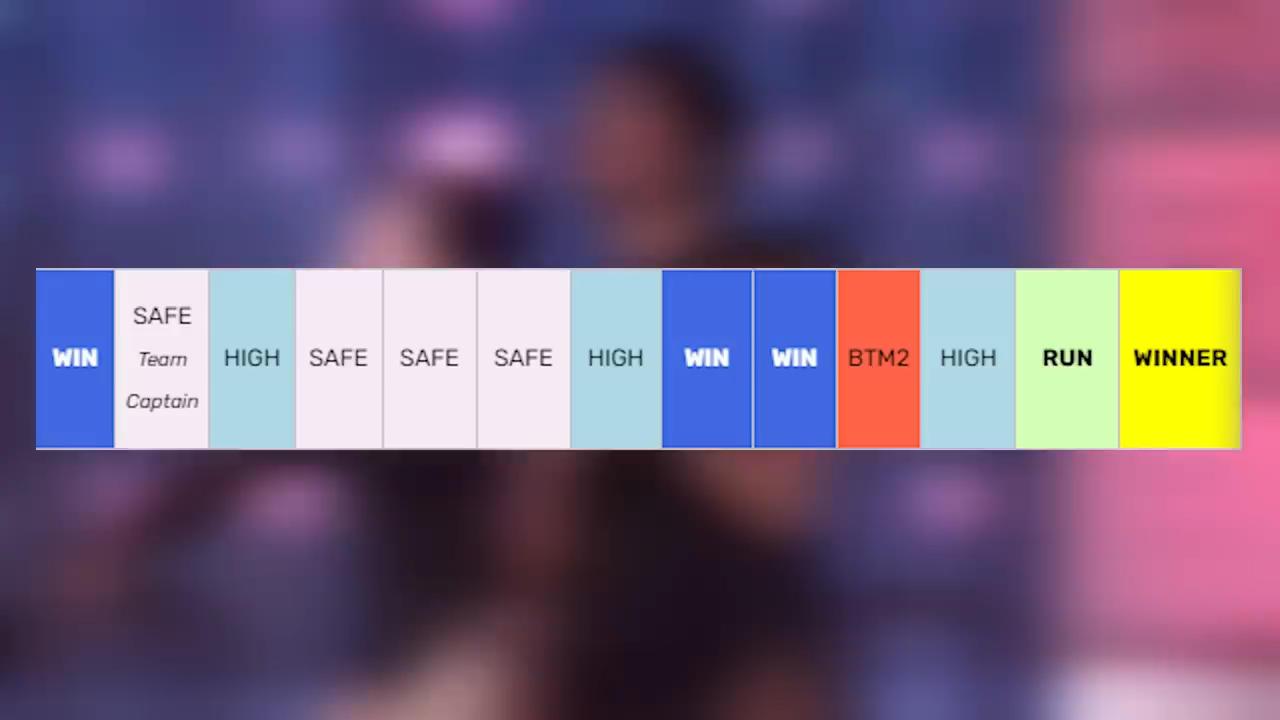 WIN
SAFE
Team
Captain
HIGH
SAFE
SAFE
SAFE
HIGH
WIN
WIN
BTM2
HIGH
RUN
WINNER